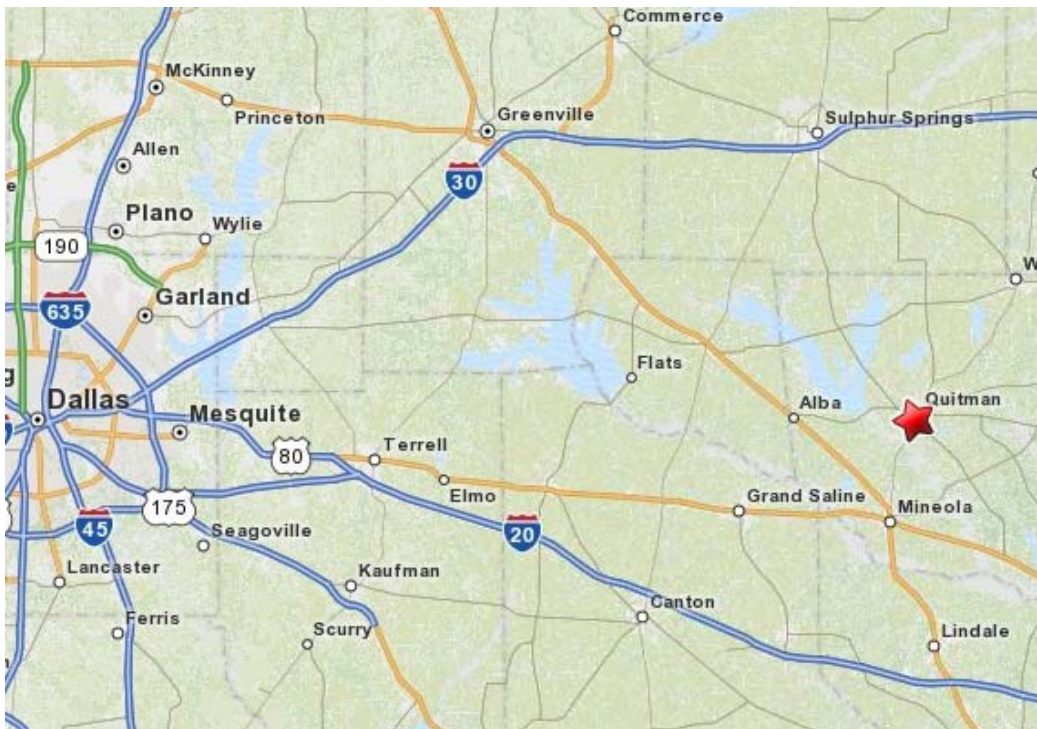 Commerce
McKinney
Princeton
Greenville
Sulphur Springs
Allen
30
Plano
Wylie
190
Garland
635
Flats
Dallas
Mesquite
Alba
Quitman
Terrell
80
Elmo
Grand Saline
Mineola
175
45
Seagoville
20
Lancaster
Kaufman
Canton
Ferris
Scurry
Lindale